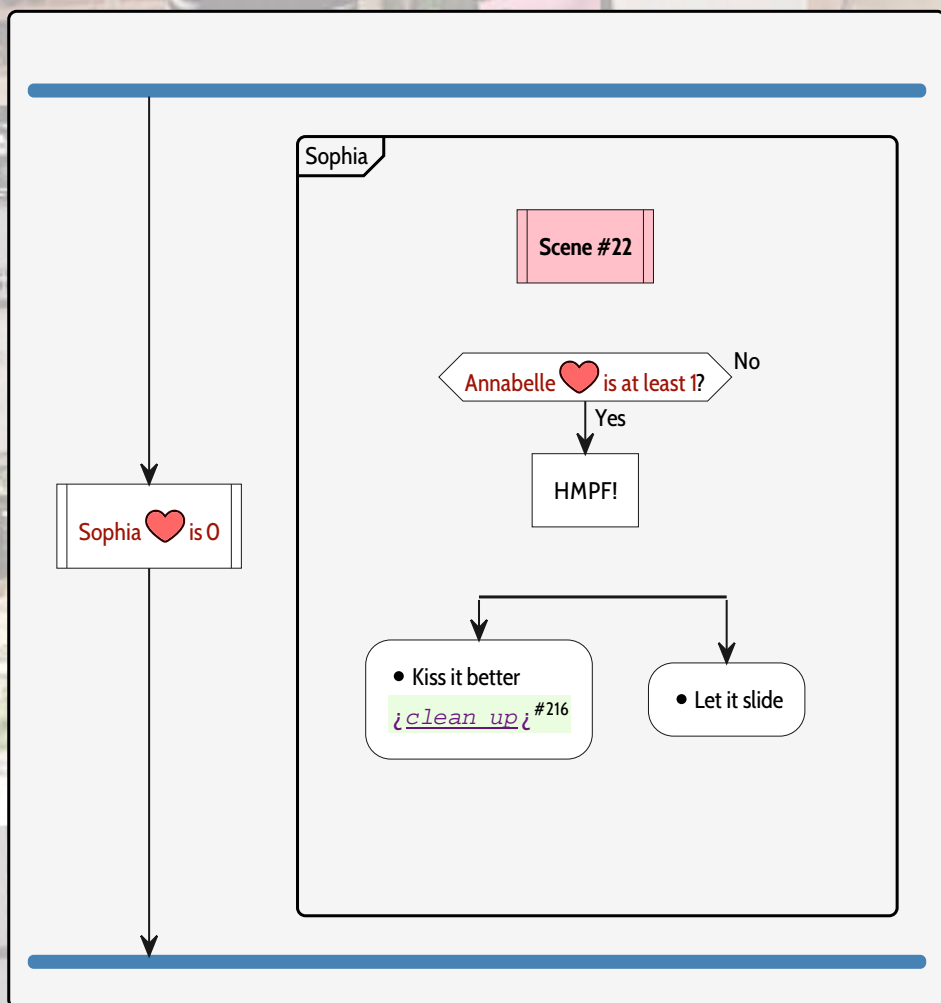 Sophia
Scene #22
Annabelle is at least 1?
No
Yes
HMPF!
Sophia is 0
• Kiss it better
¿clean up¿#216
• Let it slide